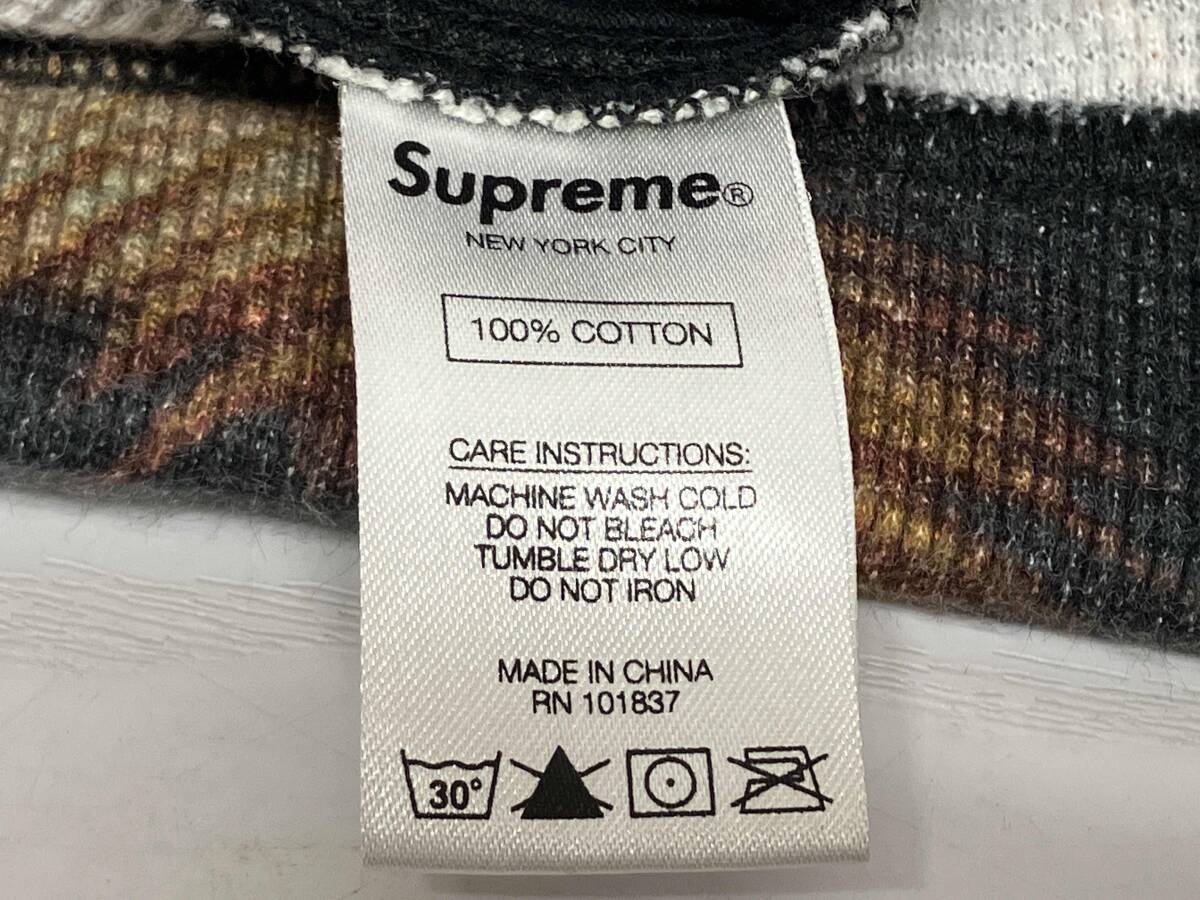 Supreme®
NEW YORK CITY
100% COTTON
CARE INSTRUCTIONS:
MACHINE WASH COLD
DO NOT BLEACH
TUMBLE DRY LOW
DO NOT IRON
MADE IN CHINA
RN 101837
30°